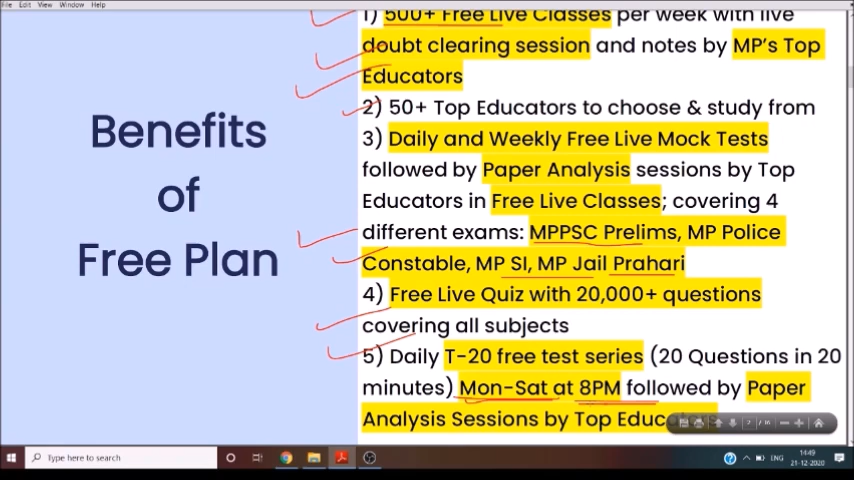 File Edit View Window Help
Benefits
of
Free Plan
1) 500+ Free Live Classes per week with live
doubt clearing session and notes by MP's Top
Educators
2) 50+ Top Educators to choose & study from
3) Daily and Weekly Free Live Mock Tests
followed by Paper Analysis sessions by Top
Educators in Free Live Classes; covering 4
different exams: MPPSC Prelims, MP Police
Constable, MP SI, MP Jail Prahari
4) Free Live Quiz with 20,000+ questions
covering all subjects
5) Daily T-20 free test series (20 Questions in 20
minutes) Mon-Sat at 8PM followed by Paper
Analysis Sessions by Top
Type here to search
ENG
14:49
21-12-2020